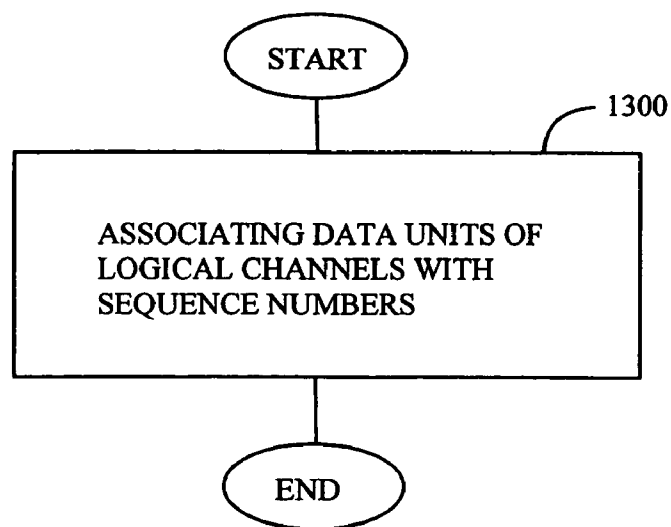 START
1300
ASSOCIATING DATA UNITS OF
LOGICAL CHANNELS WITH
SEQUENCE NUMBERS
END